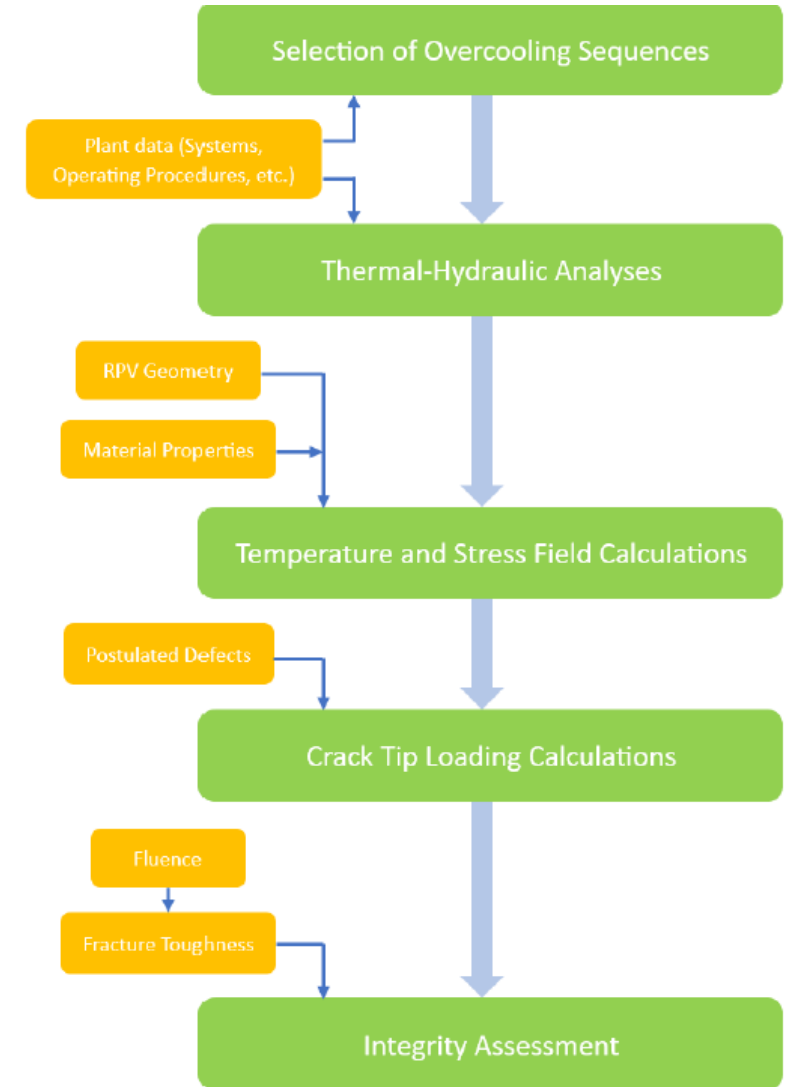 Selection of Overcooling Sequences
Plant data (Systems,
Operating Procedures, etc.)
Thermal-Hydraulic Analyses
RPV Geometry
Material Properties
Temperature and Stress Field Calculations
Postulated Defects
Crack Tip Loading Calculations
Fluence
Fracture Toughness
Integrity Assessment